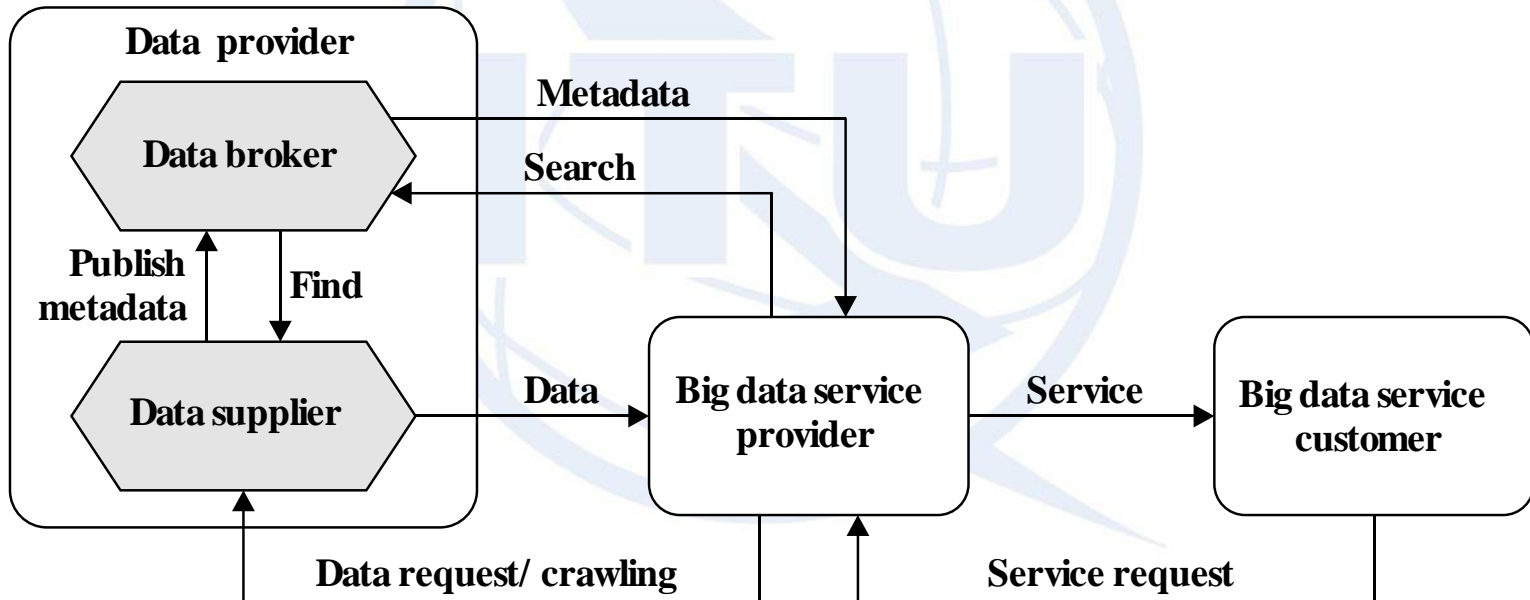 Data provider
Metadata
Data broker
Search
Publish
metadata
Find
Data supplier
Data
Big data service
provider
Service
Big data service
customer
Data request/ crawling
Service request
ITU